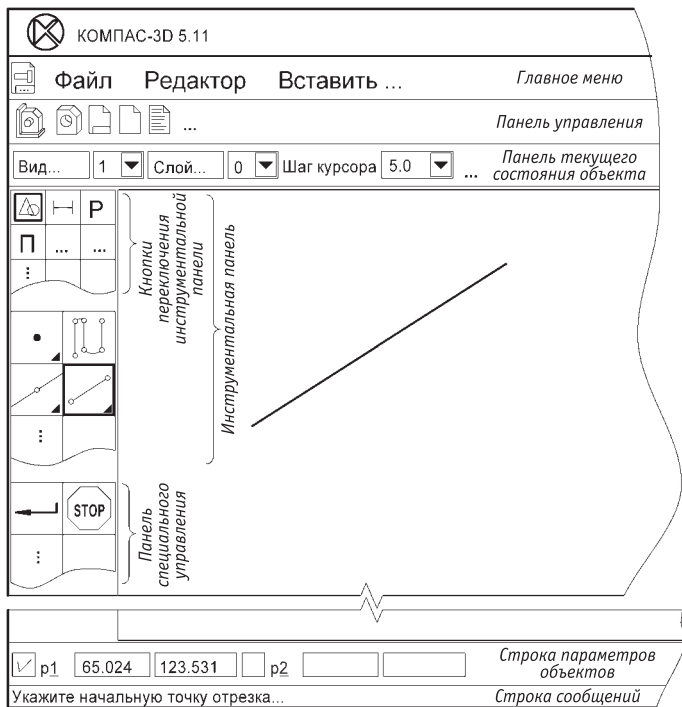 КОМПАС-3D 5.11
Файл Редактор Вставить ... Главное меню
... Панель управления
Вид... 1 Слой... 0 Шаг курсора 5.0 ... Панель текущего
состояния объекта
Р
П ... ...
Кнопки
переключения
инструментальной
панели
Инструментальная панель
STOP
Панель
специального
управления
p1 65.024 123.531 p2 Строка параметров
объектов
Укажите начальную точку отрезка... Строка сообщений